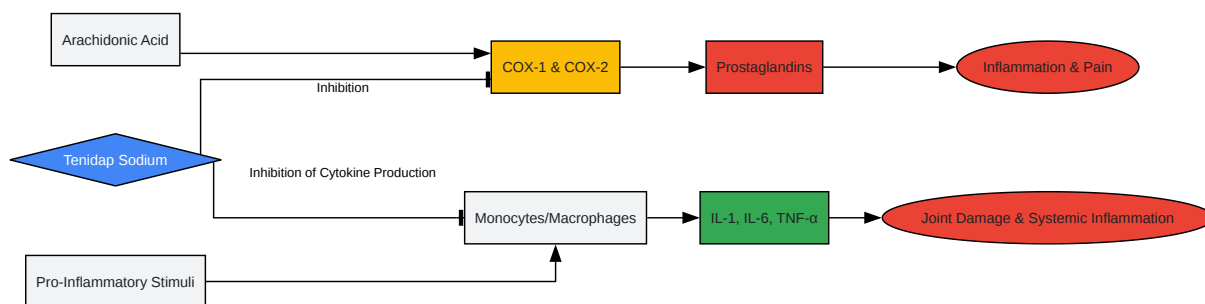 Arachidonic Acid
COX-1 & COX-2
Prostaglandins
Inflammation & Pain
Inhibition
Tenidap Sodium
Inhibition of Cytokine Production
Monocytes/Macrophages
IL-1, IL-6, TNF-α
Joint Damage & Systemic Inflammation
Pro-Inflammatory Stimuli